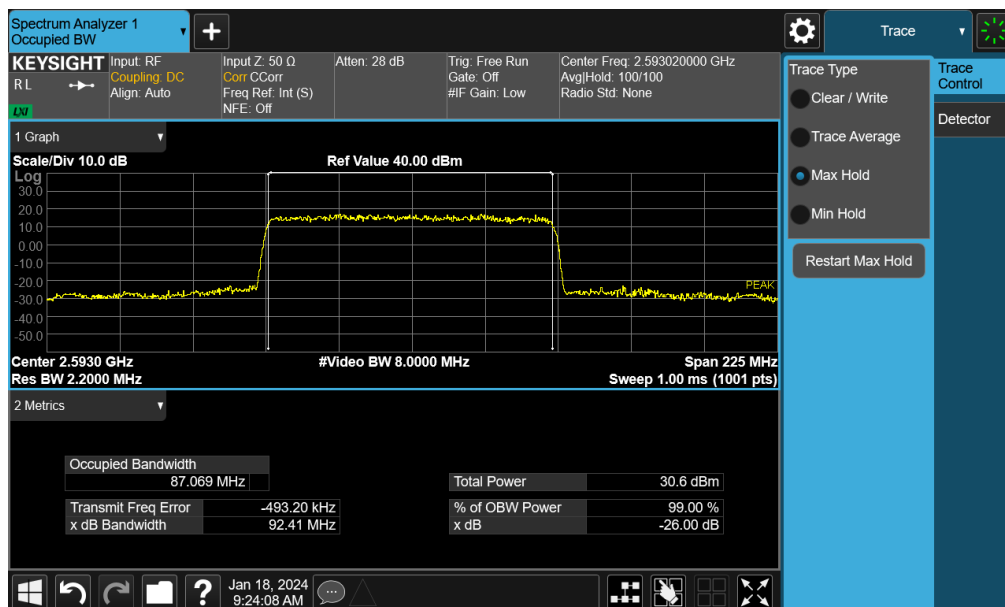 Spectrum Analyzer 1
Occupied BW
+
Trace
KEYSIGHT
R L
LXI
Input: RF
Coupling: DC
Align: Auto
Input Z: 50 Ω
Corr CCorr
Freq Ref: Int (S)
NFE: Off
Atten: 28 dB
Trig: Free Run
Gate: Off
#IF Gain: Low
Center Freq: 2.593020000 GHz
Avg|Hold: 100/100
Radio Std: None
Trace Type
Clear / Write
Trace Average
Max Hold
Min Hold
Restart Max Hold
Trace
Control
Detector
1 Graph
Scale/Div 10.0 dB
Ref Value 40.00 dBm
Log
30.0
20.0
10.0
0.00
-10.0
-20.0
-30.0
-40.0
-50.0
PEAK
Center 2.5930 GHz
#Video BW 8.0000 MHz
Span 225 MHz
Res BW 2.2000 MHz
Sweep 1.00 ms (1001 pts)
2 Metrics
Occupied Bandwidth
87.069 MHz
Total Power 30.6 dBm
Transmit Freq Error -493.20 kHz
% of OBW Power 99.00 %
x dB Bandwidth 92.41 MHz
x dB -26.00 dB
?
Jan 18, 2024
9:24:08 AM